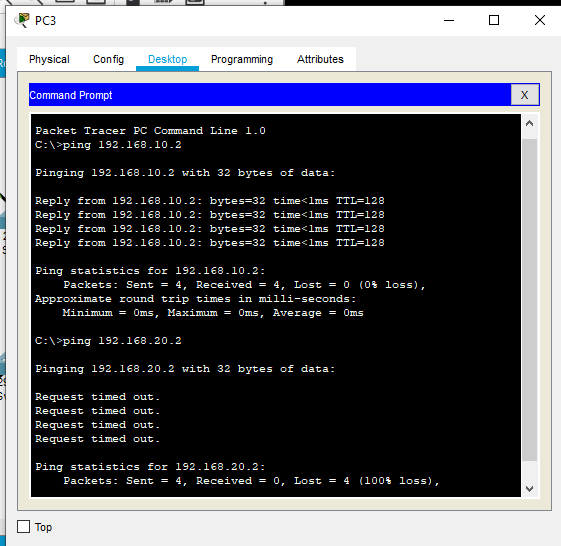 PC3
Physical Config Desktop Programming Attributes
Command Prompt X
Packet Tracer PC Command Line 1.0
C:\>ping 192.168.10.2
Pinging 192.168.10.2 with 32 bytes of data:
Reply from 192.168.10.2: bytes=32 time<1ms TTL=128
Reply from 192.168.10.2: bytes=32 time<1ms TTL=128
Reply from 192.168.10.2: bytes=32 time<1ms TTL=128
Reply from 192.168.10.2: bytes=32 time<1ms TTL=128
Ping statistics for 192.168.10.2:
Packets: Sent = 4, Received = 4, Lost = 0 (0% loss),
Approximate round trip times in milli-seconds:
Minimum = 0ms, Maximum = 0ms, Average = 0ms
C:\>ping 192.168.20.2
Pinging 192.168.20.2 with 32 bytes of data:
Request timed out.
Request timed out.
Request timed out.
Request timed out.
Ping statistics for 192.168.20.2:
Packets: Sent = 4, Received = 0, Lost = 4 (100% loss),
Top